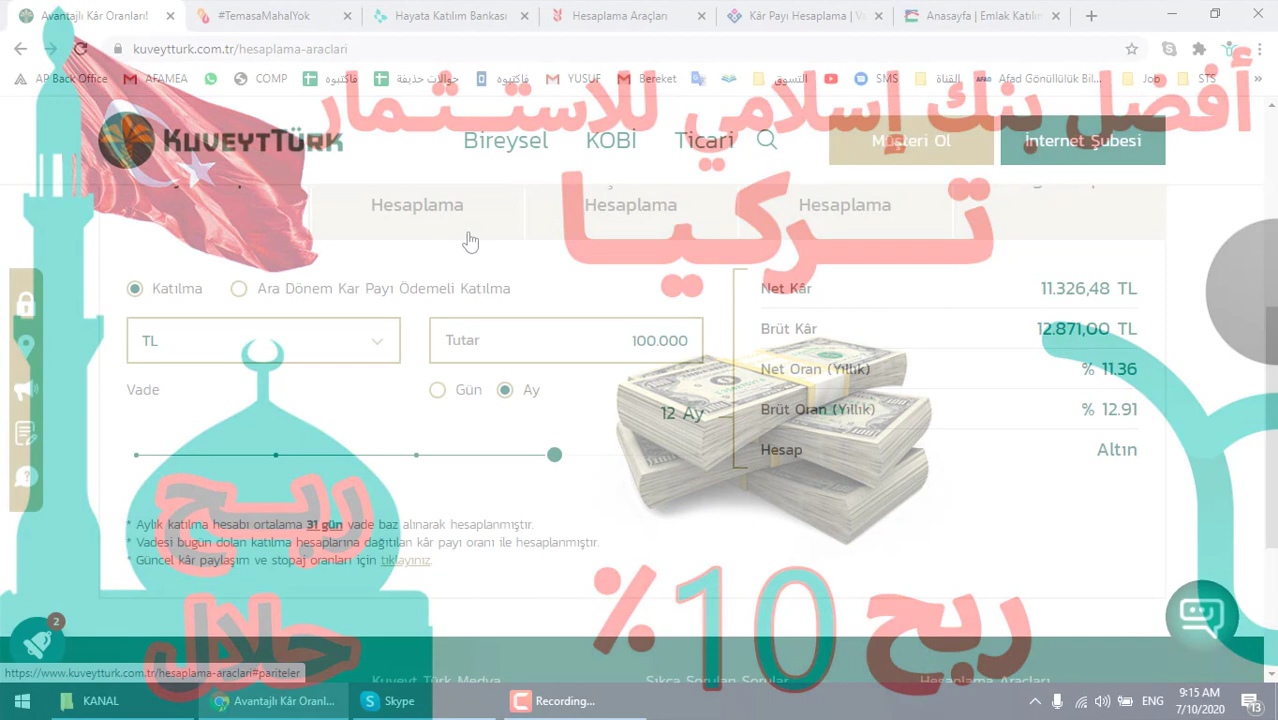 Avantajlı Kâr Oranları!
#TemasaMahalYok
Hayata Katılım Bankası
Hesaplama Araçları
Kâr Payı Hesaplama | V
Anasayfa | Emlak Katılım
kuveytturk.com.tr/hesaplama-araclari
AP Back Office
AFAMEA
COMP
فاكتبوه
حوالات حذيفة
فاكتبوه
YUSUF
Bereket
التسوق
SMS
القناة
Afad Gönüllülük Bil...
Job
STS
أفضل بنك إسلامي للاستثمار
تركيا
KUVEYTTÜRK
Bireysel
KOBİ
Ticari
Müşteri Ol
İnternet Şubesi
Hesaplama
Hesaplama
Hesaplama
Katılma
Ara Dönem Kar Payı Ödemeli Katılma
TL
Tutar
100.000
Vade
Gün
Ay
12 Ay
Net Kâr
11.326,48 TL
Brüt Kâr
12.871,00 TL
Net Oran (Yıllık)
% 11.36
Brüt Oran (Yıllık)
% 12.91
Hesap
Altın
* Aylık katılma hesabı ortalama 31 gün vade baz alınarak hesaplanmıştır.
* Vadesi bugün dolan katılma hesaplarına dağıtılan kâr payı oranı ile hesaplanmıştır.
* Güncel kâr paylaşım ve stopaj oranları için tıklayınız.
ربح
حلال
ربح 10%
2
https://www.kuveytturk.com.tr/hesaplama-araclari#pariteler
Kuveyt Türk Medya
Sıkça Sorulan Sorular
Hesaplama Araçları
KANAL
Avantajlı Kâr Oranl...
Skype
Recording...
ENG
9:15 AM
7/10/2020
13